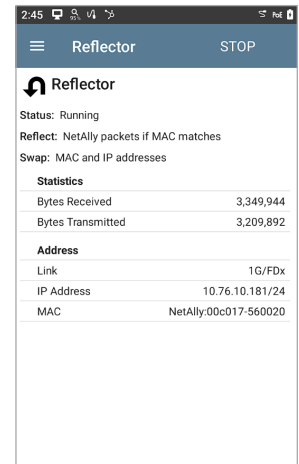 2:45 95% PoE
Reflector STOP
Reflector
Status: Running
Reflect: NetAlly packets if MAC matches
Swap: MAC and IP addresses
Statistics
Bytes Received 3,349,944
Bytes Transmitted 3,209,892
Address
Link 1G/FDx
IP Address 10.76.10.181/24
MAC NetAlly:00c017-560020